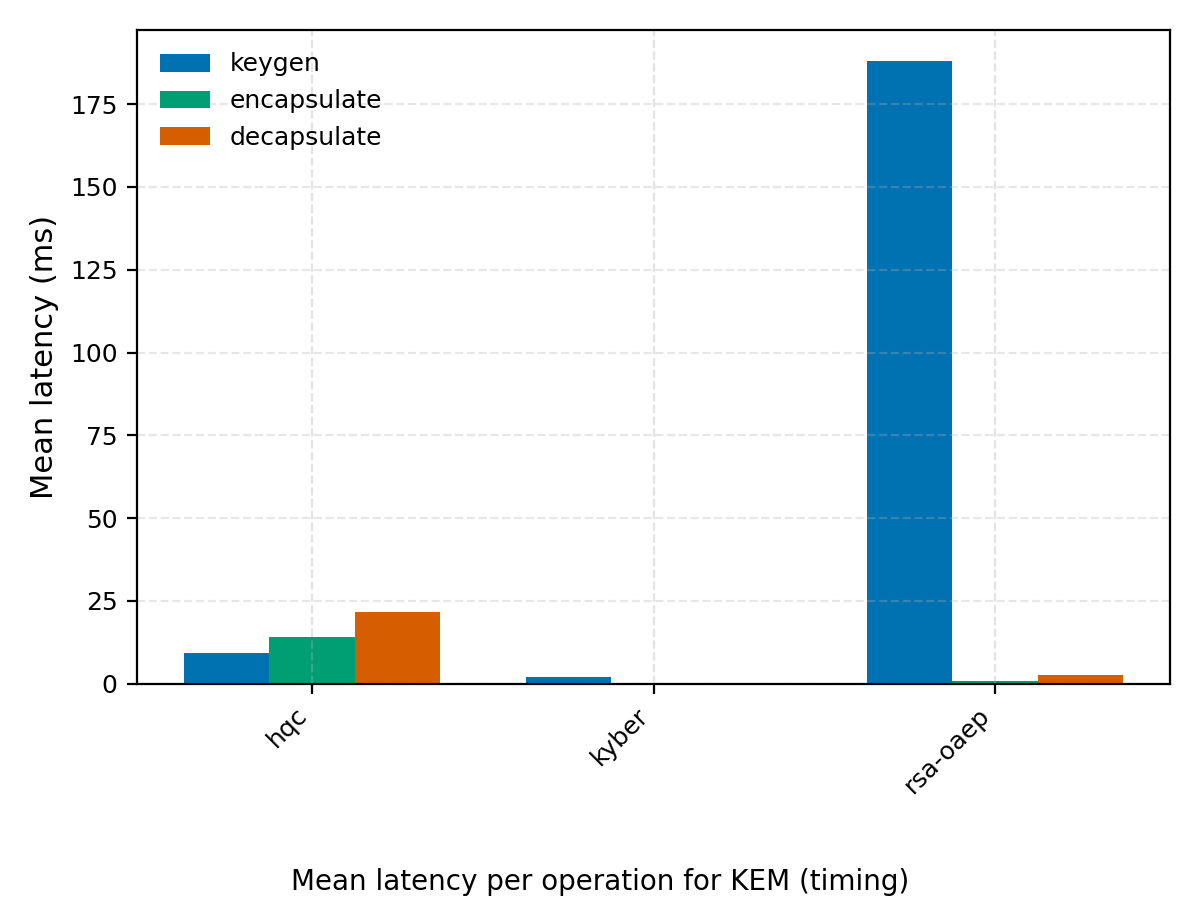 keygen
encapsulate
decapsulate
175
150
125
100
75
50
25
0
Mean latency (ms)
hqc
kyber
rsa-oaep
Mean latency per operation for KEM (timing)